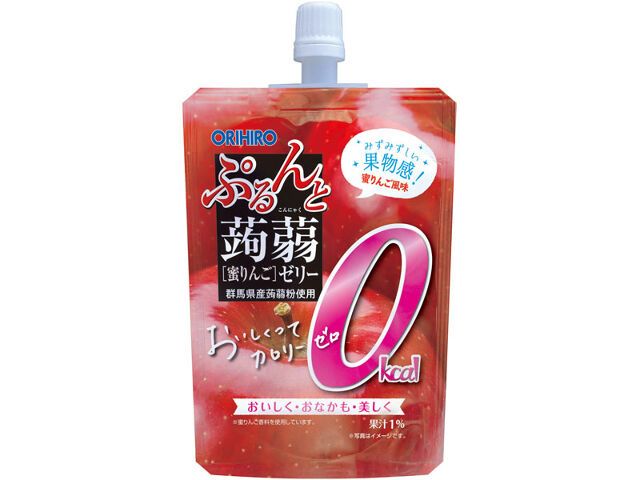 ORIHIRO
みずみずしい
果物感!
蜜りんご風味
ぷるんと
こんにゃく
蒟蒻
[蜜りんご]ゼリー
群馬県産蒟蒻粉使用
おいしくって
カロリーゼロ
0kcal
おいしく・おなかも・美しく
※蜜りんご香料を使用しています。
果汁1%
※写真はイメージです。